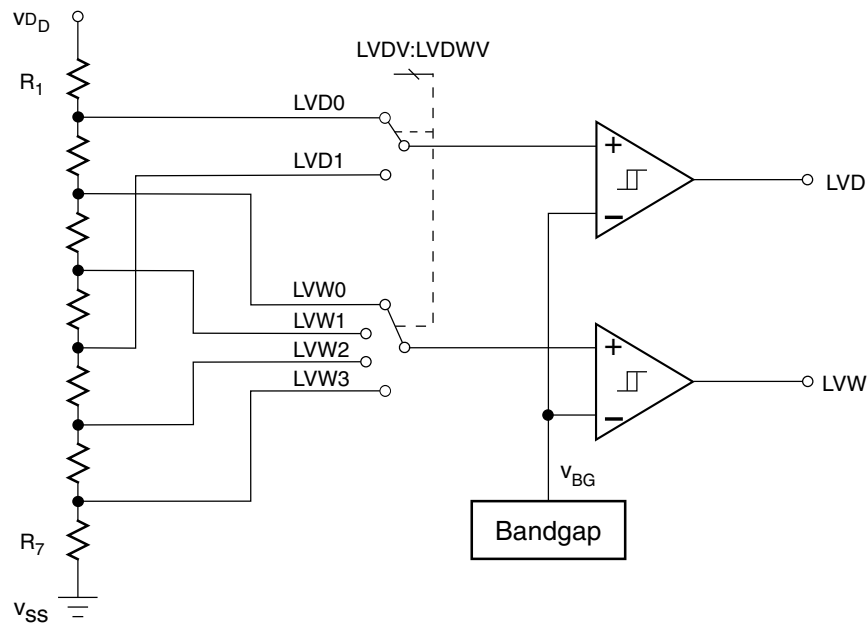 vDD
LVDV:LVDWV
R1
LVD0
+
LVD1
LVD
−
LVW0
LVW1
LVW2
+
LVW3
LVW
−
vBG
Bandgap
R7
vSS